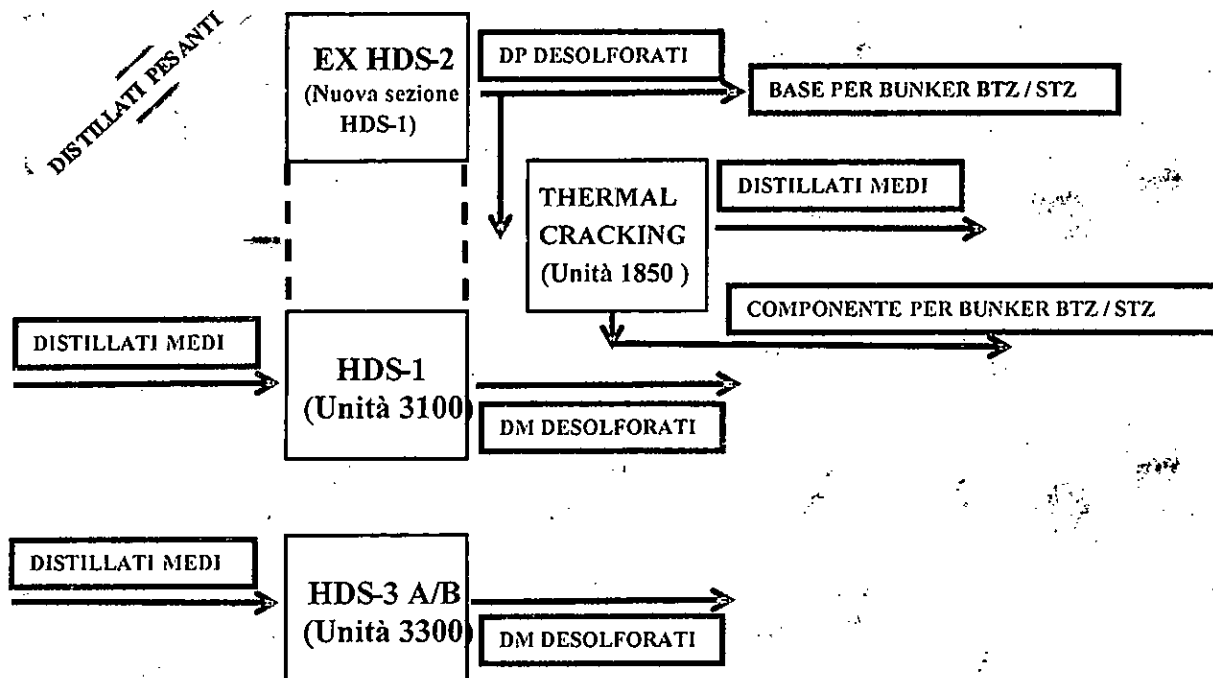 DISTILLATI PESANTI
EX HDS-2
(Nuova sezione
HDS-1)
DP DESOLFORATI
BASE PER BUNKER BTZ / STZ
THERMAL
CRACKING
(Unità 1850 )
DISTILLATI MEDI
COMPONENTE PER BUNKER BTZ / STZ
DISTILLATI MEDI
HDS-1
(Unità 3100)
DM DESOLFORATI
DISTILLATI MEDI
HDS-3 A/B
(Unità 3300)
DM DESOLFORATI